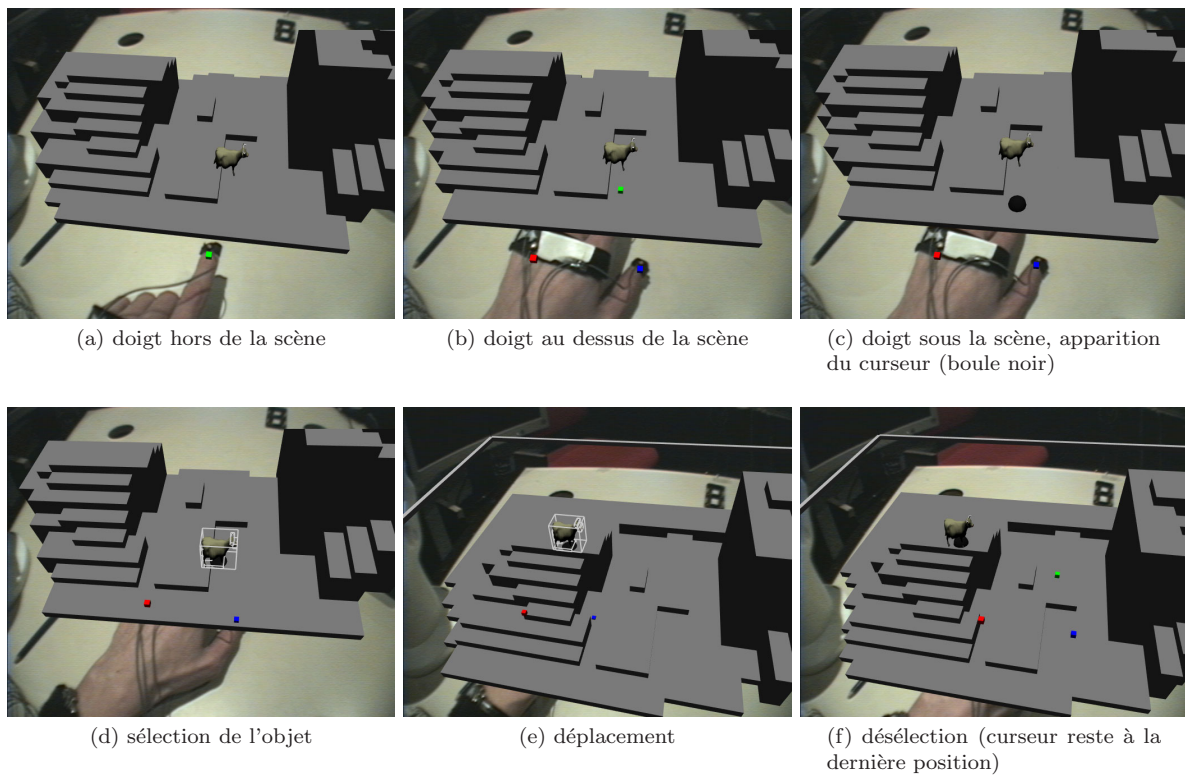 (a) doigt hors de la scène
(b) doigt au dessus de la scène
(c) doigt sous la scène, apparition
du curseur (boule noir)
(d) sélection de l'objet
(e) déplacement
(f) désélection (curseur reste à la
dernière position)